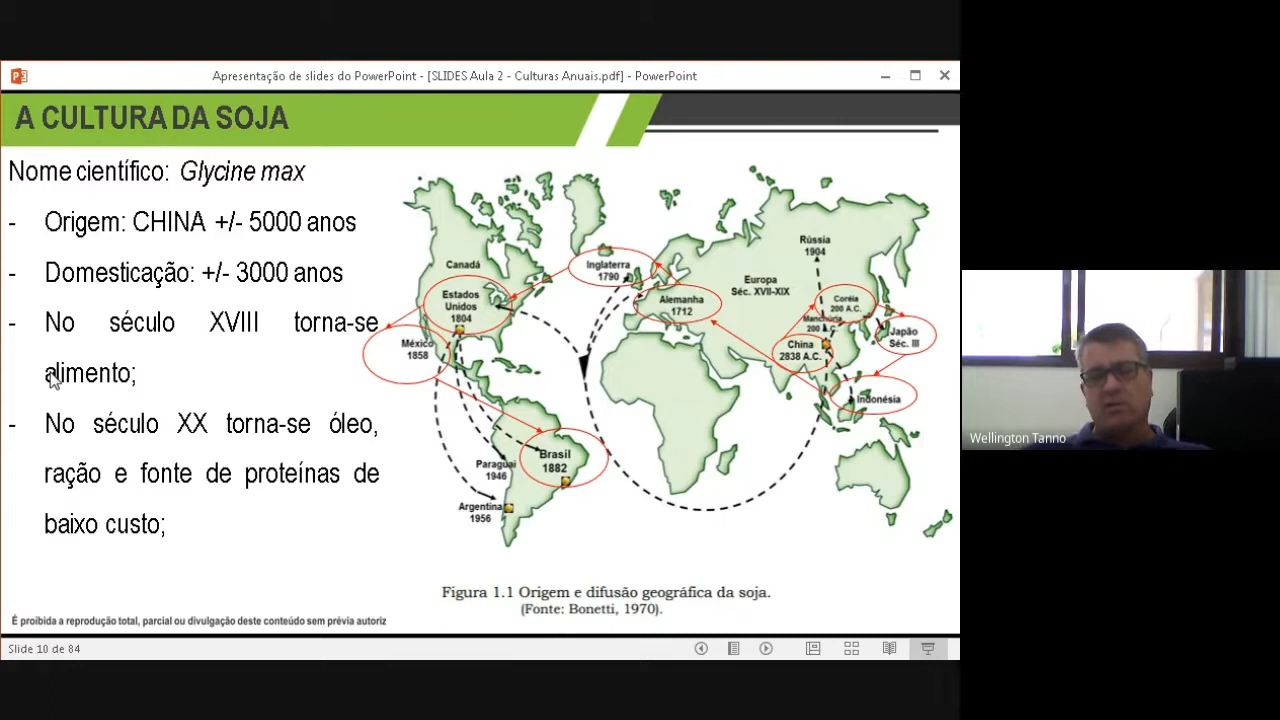 Apresentação de slides do PowerPoint - [SLIDES Aula 2 - Culturas Anuais.pdf] - PowerPoint
A CULTURA DA SOJA
Nome científico: Glycine max
- Origem: CHINA +/- 5000 anos
- Domesticação: +/- 3000 anos
- No século XVIII torna-se
alimento;
- No século XX torna-se óleo,
ração e fonte de proteínas de
baixo custo;
Canadá
Estados
Unidos
1804
México
1858
Inglaterra
1790
Alemanha
1712
Europa
Séc. XVII-XIX
Rússia
1904
Coréia
200 A.C.
Manchúria
200 A.C.
China
2838 A.C.
Japão
Séc. III
Indonésia
Brasil
1882
Paraguai
1946
Argentina
1956
Figura 1.1 Origem e difusão geográfica da soja.
(Fonte: Bonetti, 1970).
É proibida a reprodução total, parcial ou divulgação deste conteúdo sem prévia autoriz
Slide 10 de 84
Wellington Tanno